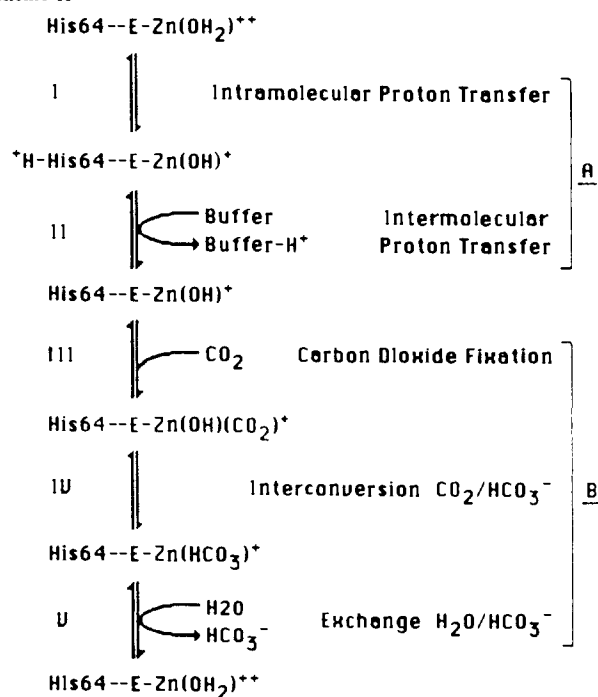 His64--E-Zn(OH₂)⁺⁺
I Intramolecular Proton Transfer
⁺H-His64--E-Zn(OH)⁺
A
Buffer Intermolecular
II
Buffer-H⁺ Proton Transfer
His64--E-Zn(OH)⁺
III CO₂ Carbon Dioxide Fixation
His64--E-Zn(OH)(CO₂)⁺
IV Interconversion CO₂/HCO₃⁻ B
His64--E-Zn(HCO₃)⁺
H2O
V HCO₃⁻ Exchange H₂O/HCO₃⁻
His64--E-Zn(OH₂)⁺⁺